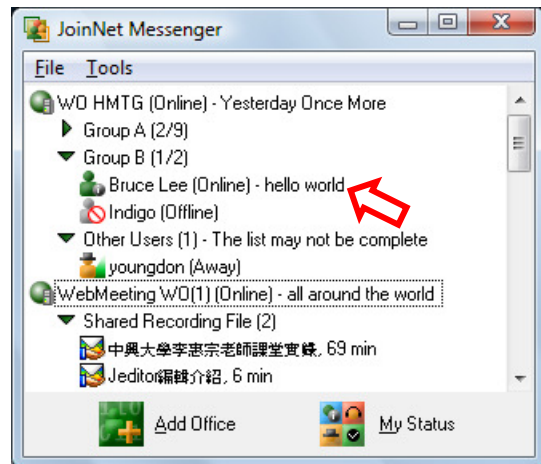 JoinNet Messenger
File Tools
WO HMTG (Online) - Yesterday Once More
Group A (2/9)
Group B (1/2)
Bruce Lee (Online) - hello world
Indigo (Offline)
Other Users (1) - The list may not be complete
youngdon (Away)
WebMeeting WO(1) (Online) - all around the world
Shared Recording File (2)
中興大學李惠宗老師課堂實錄, 69 min
Jeditor編輯介紹, 6 min
Add Office My Status